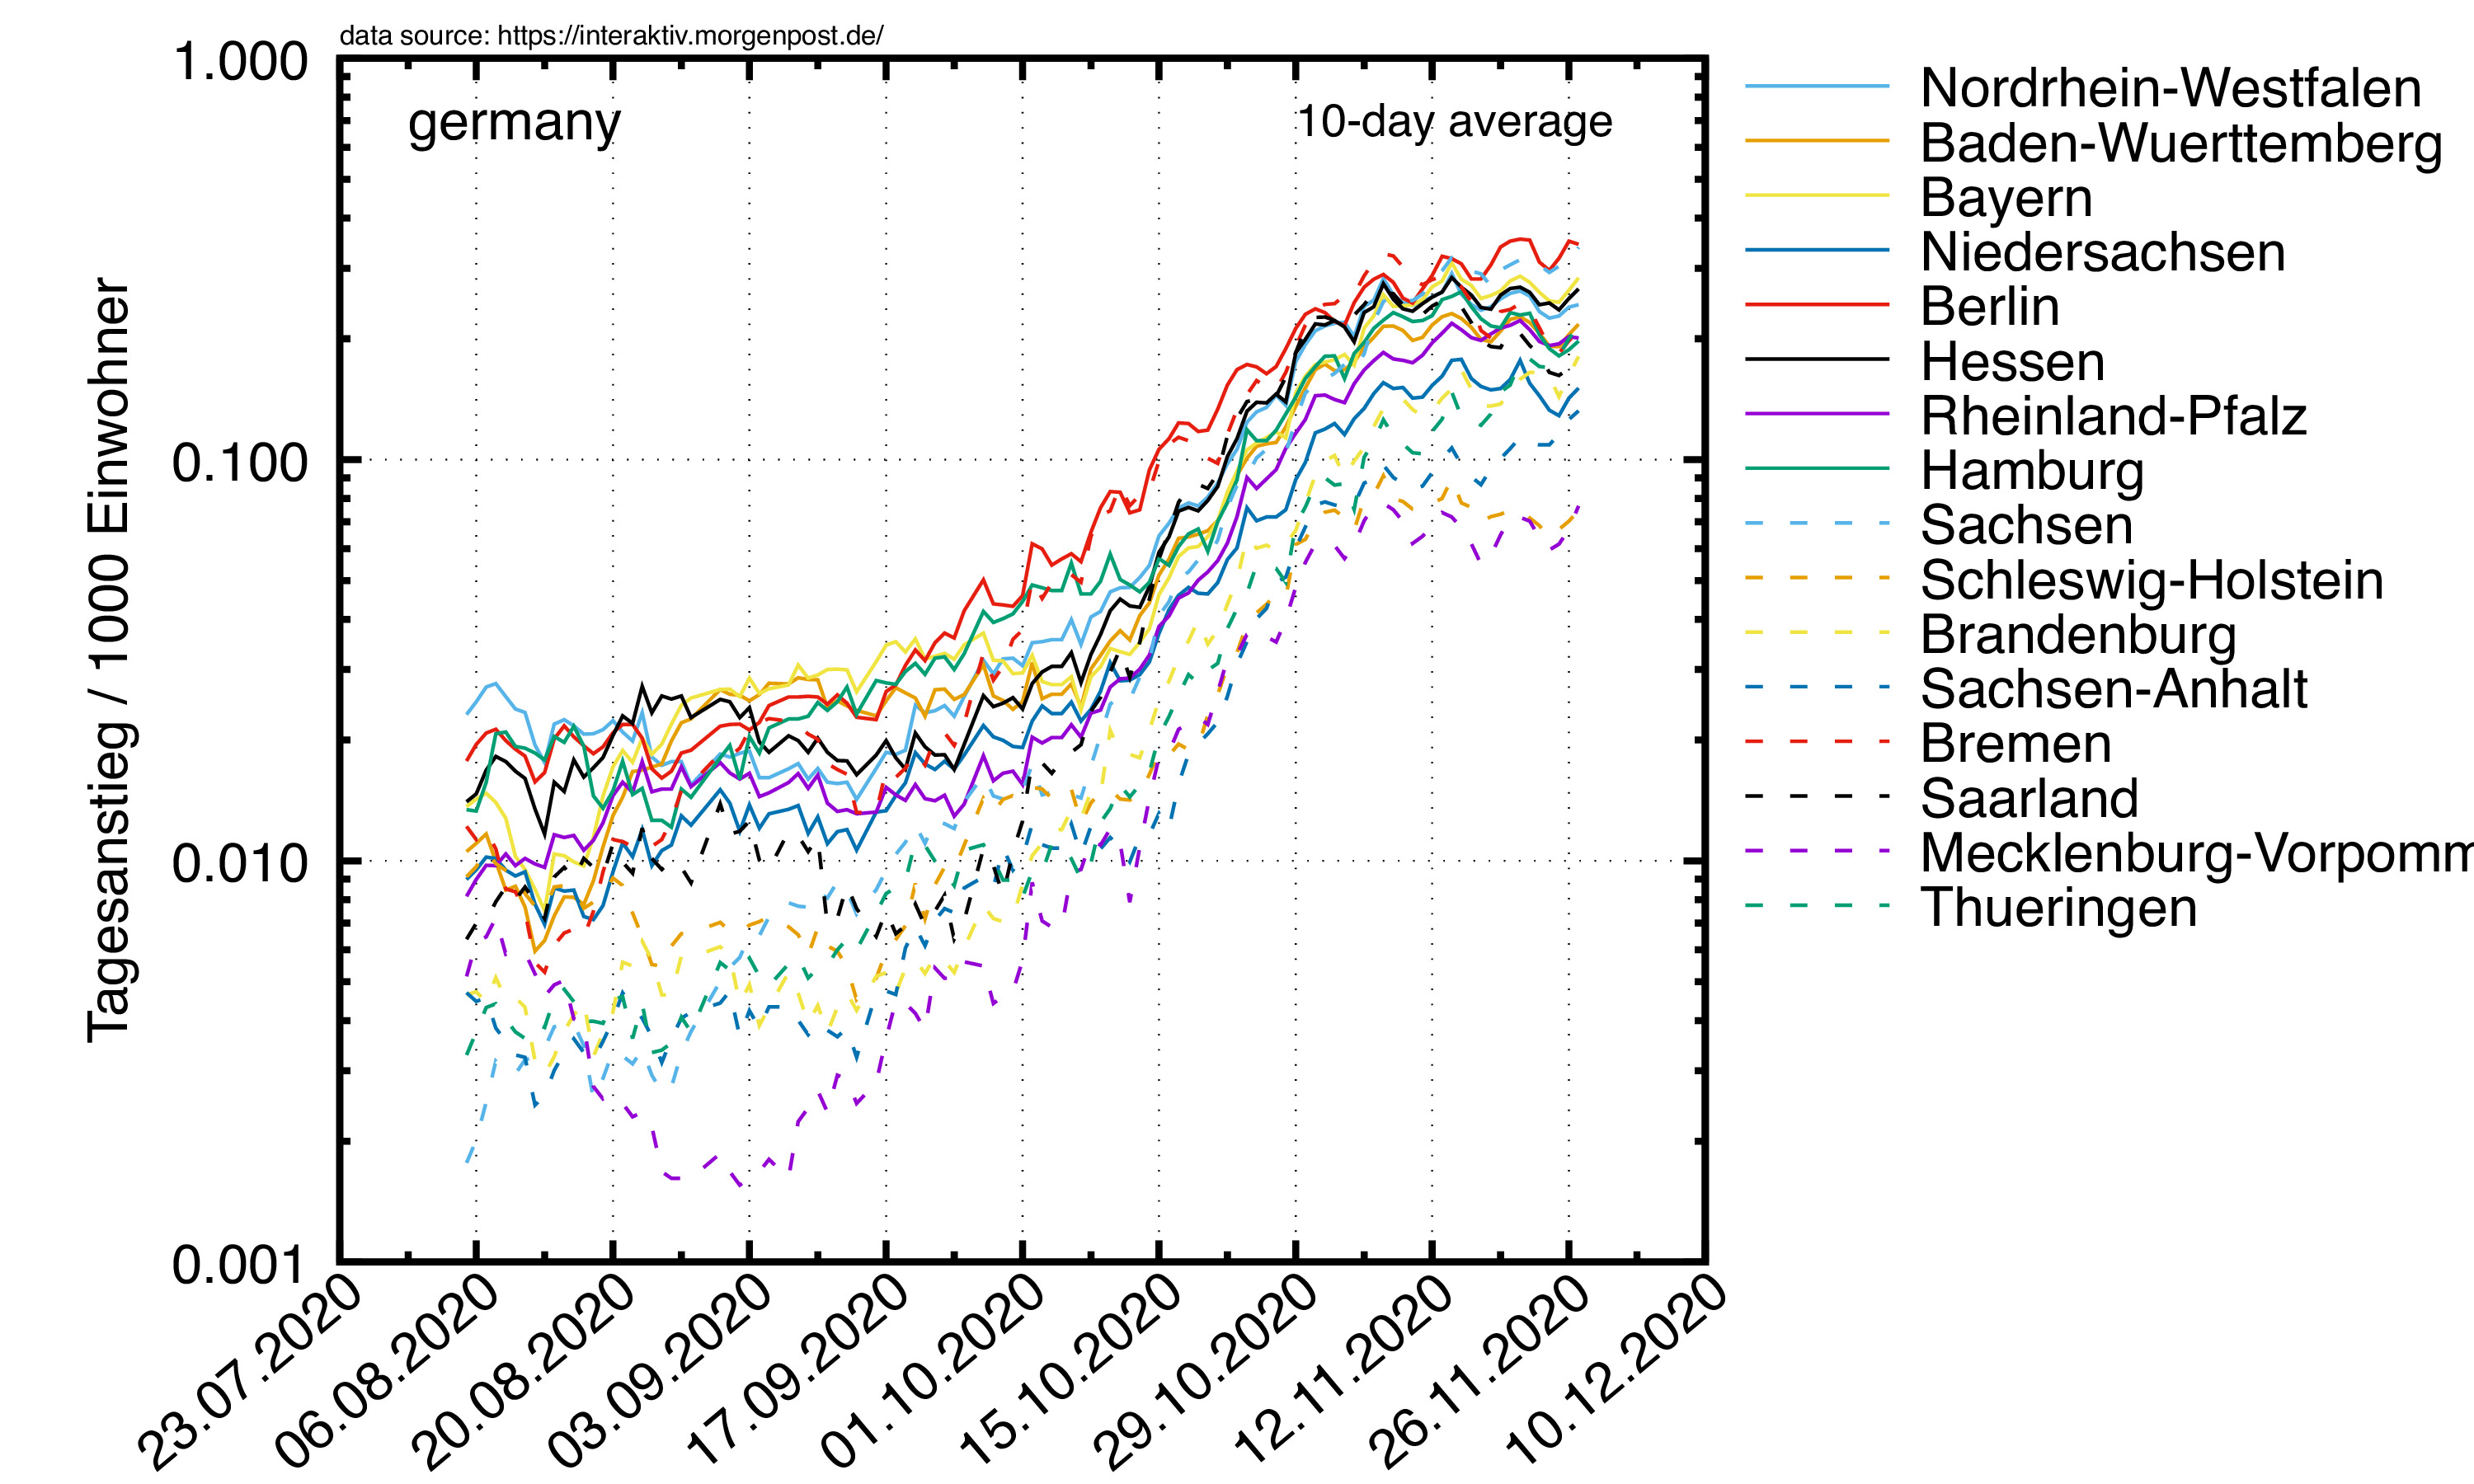 data source: https://interaktiv.morgenpost.de/
1.000
0.100
0.010
0.001
Tagesanstieg / 1000 Einwohner
germany
10-day average
23.07.2020
06.08.2020
20.08.2020
03.09.2020
17.09.2020
01.10.2020
15.10.2020
29.10.2020
12.11.2020
26.11.2020
10.12.2020
Nordrhein-Westfalen
Baden-Wuerttemberg
Bayern
Niedersachsen
Berlin
Hessen
Rheinland-Pfalz
Hamburg
Sachsen
Schleswig-Holstein
Brandenburg
Sachsen-Anhalt
Bremen
Saarland
Mecklenburg-Vorpomm
Thueringen